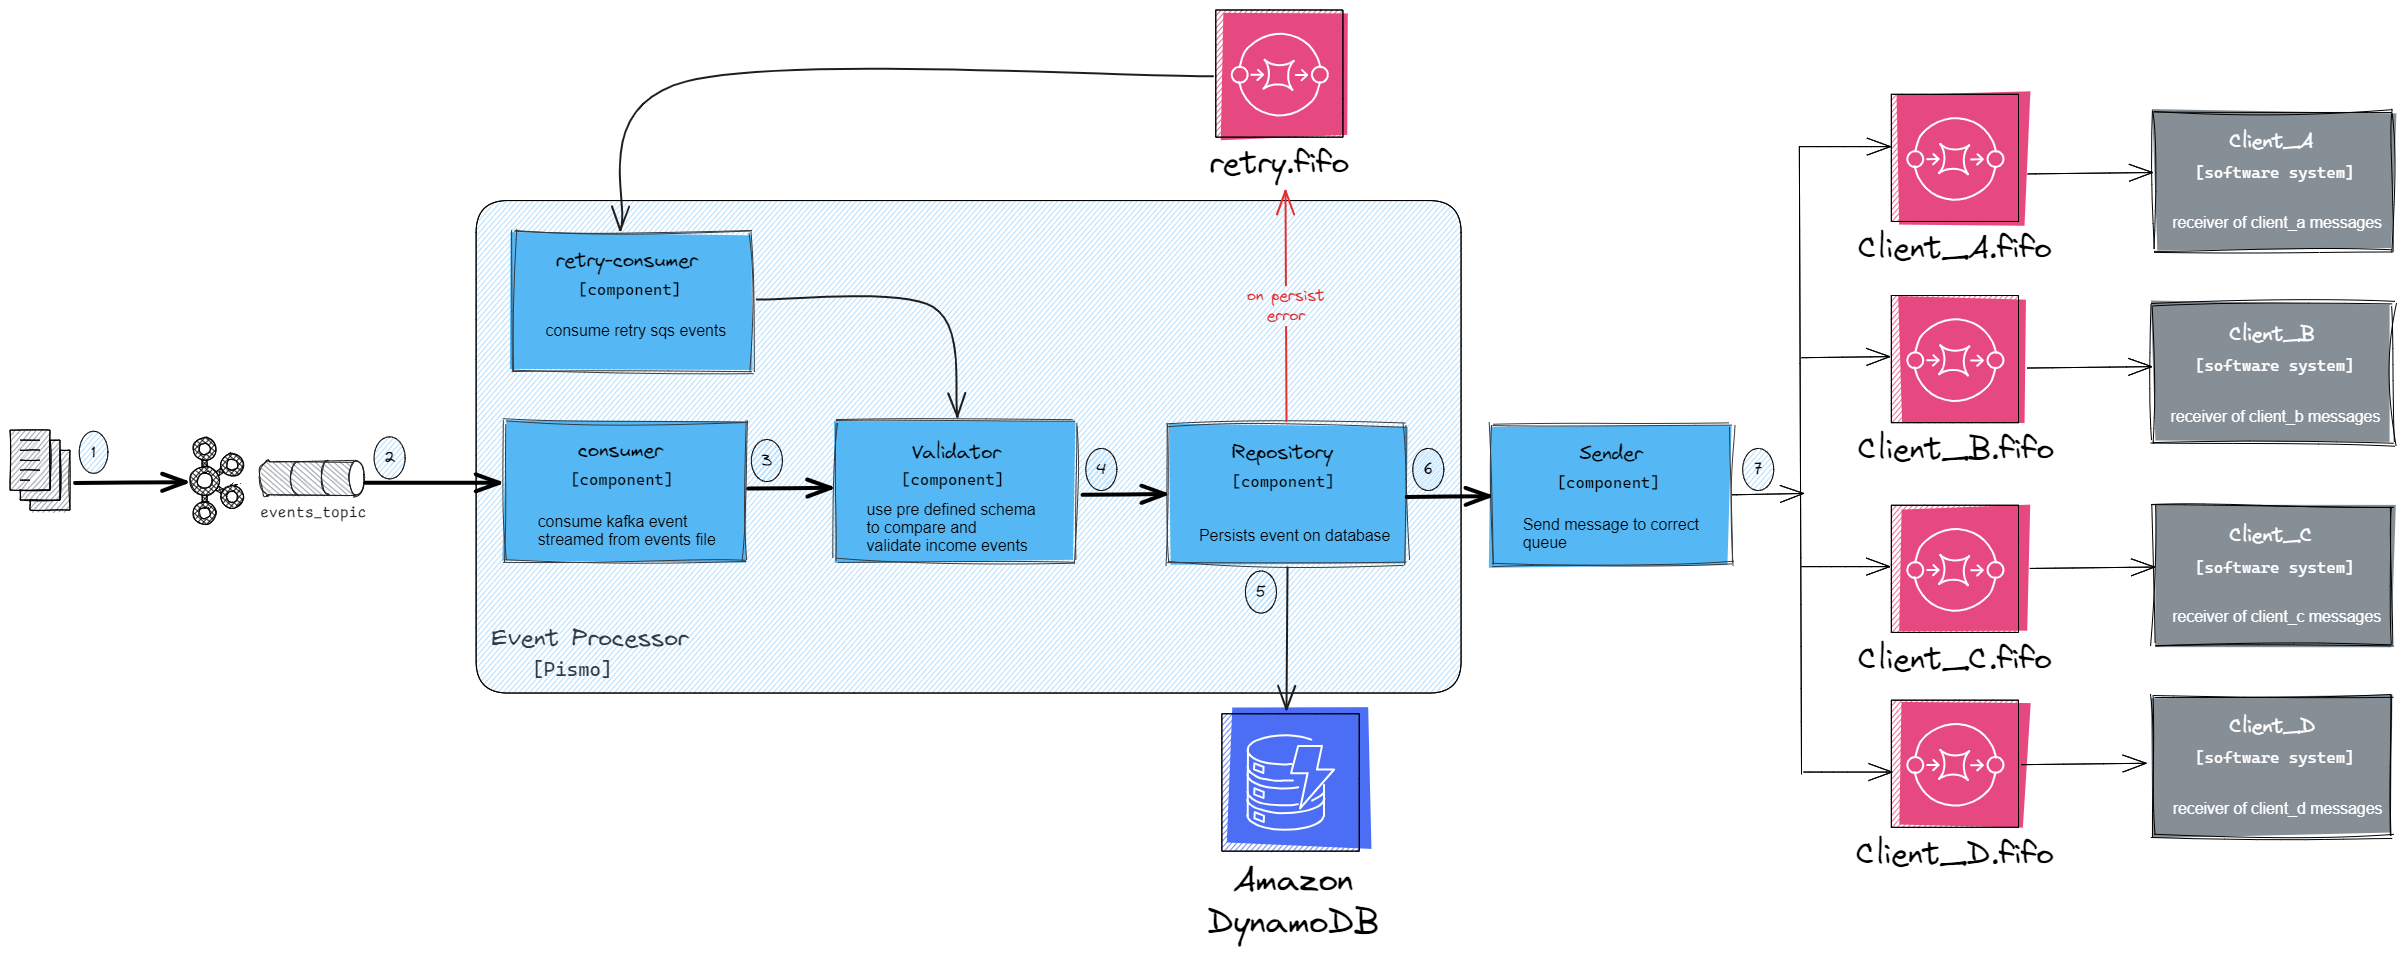 retry.fifo
retry-consumer
[component]
consume retry sqs events
on persist
error
1
events_topic
2
consumer
[component]
consume kafka event
streamed from events file
3
Validator
[component]
use pre defined schema
to compare and
validate income events
4
Repository
[component]
Persists event on database
5
6
Event Processor
[Pismo]
Amazon
DynamoDB
Sender
[component]
Send message to correct
queue
7
Client_A.fifo
Client_A
[software system]
receiver of client_a messages
Client_B.fifo
Client_B
[software system]
receiver of client_b messages
Client_C.fifo
Client_C
[software system]
receiver of client_c messages
Client_D.fifo
Client_D
[software system]
receiver of client_d messages